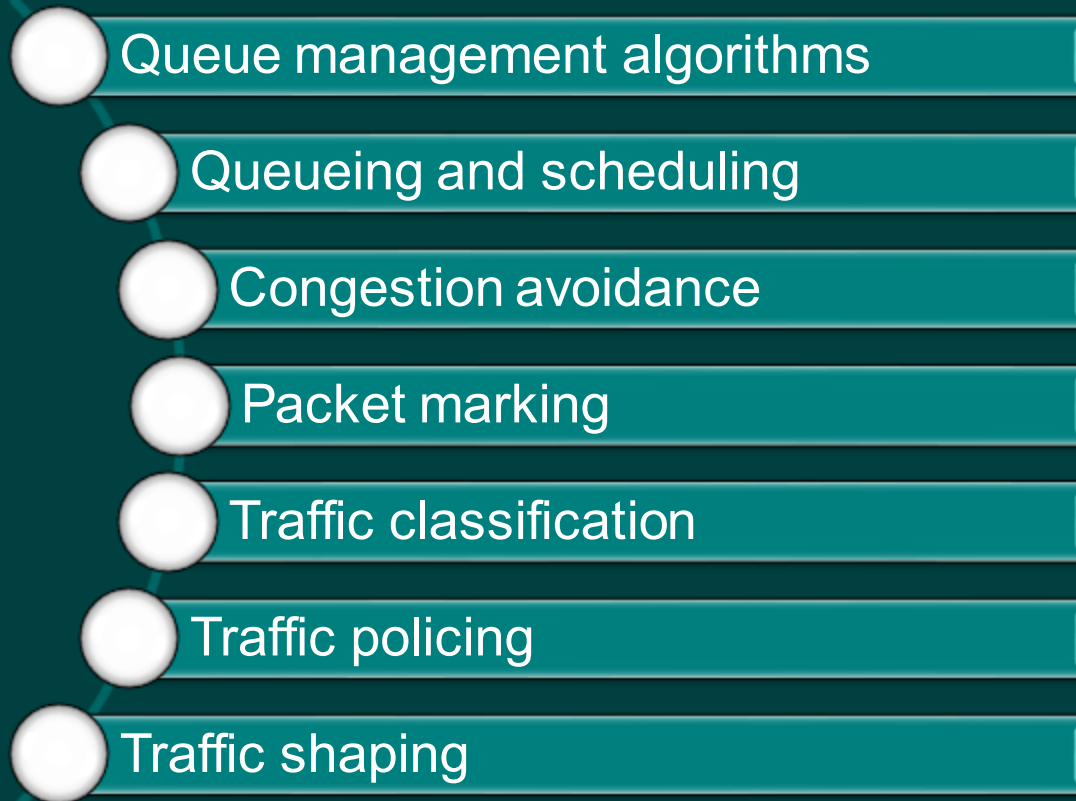 Queue management algorithms
Queueing and scheduling
Congestion avoidance
Packet marking
Traffic classification
Traffic policing
Traffic shaping